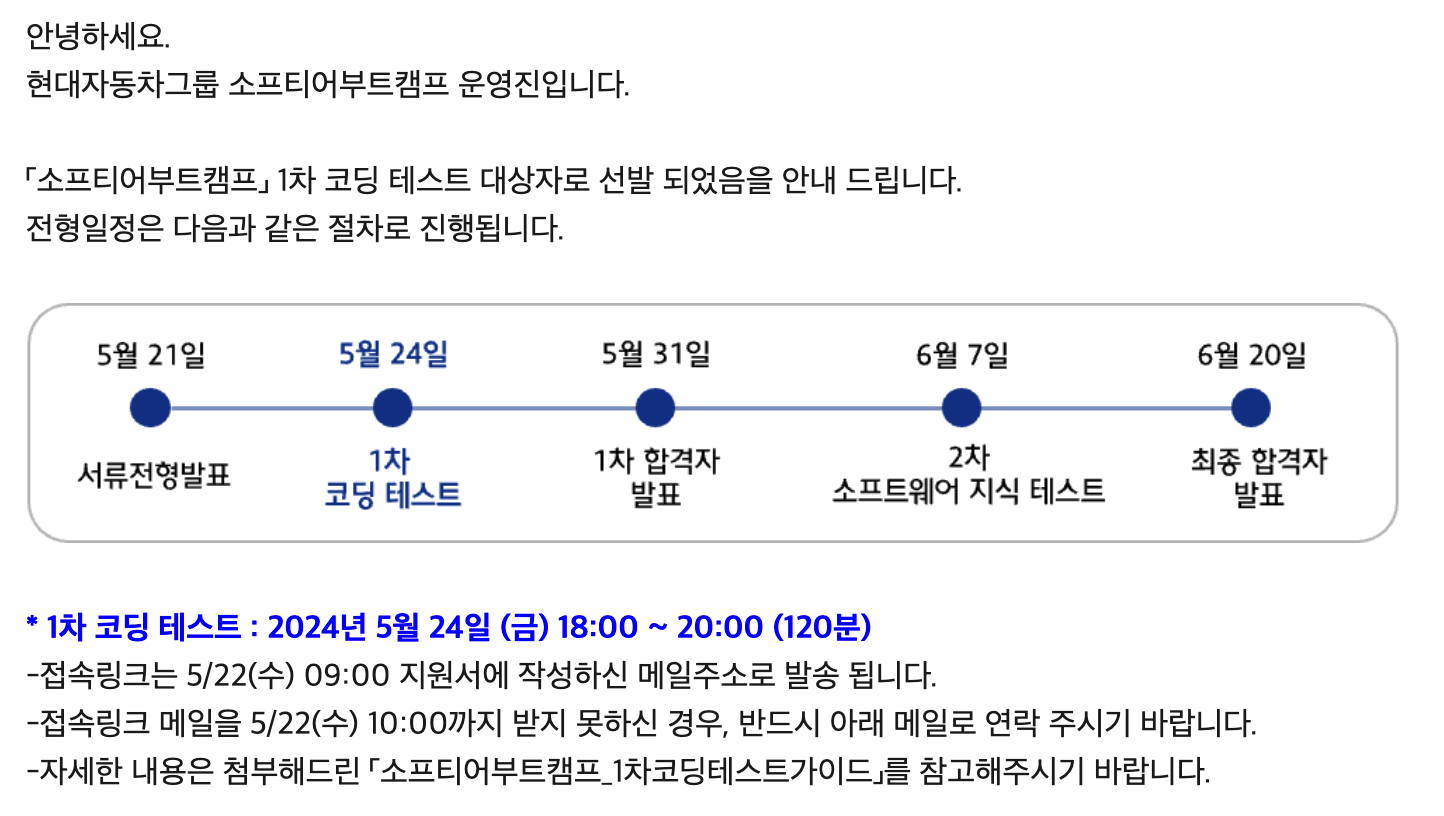 안녕하세요.
현대자동차그룹 소프티어부트캠프 운영진입니다.
「소프티어부트캠프」 1차 코딩 테스트 대상자로 선발 되었음을 안내 드립니다.
전형일정은 다음과 같은 절차로 진행됩니다.
5월 21일
서류전형발표
5월 24일
1차
코딩 테스트
5월 31일
1차 합격자
발표
6월 7일
2차
소프트웨어 지식 테스트
6월 20일
최종 합격자
발표
* 1차 코딩 테스트 : 2024년 5월 24일 (금) 18:00 ~ 20:00 (120분)
-접속링크는 5/22(수) 09:00 지원서에 작성하신 메일주소로 발송 됩니다.
-접속링크 메일을 5/22(수) 10:00까지 받지 못하신 경우, 반드시 아래 메일로 연락 주시기 바랍니다.
-자세한 내용은 첨부해드린 「소프티어부트캠프_1차코딩테스트가이드」를 참고해주시기 바랍니다.